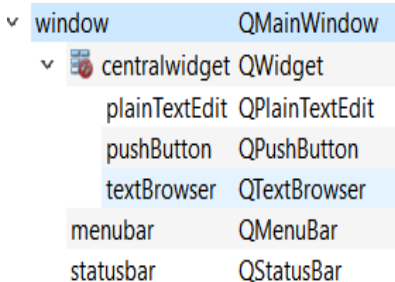 window QMainWindow
centralwidget QWidget
plainTextEdit QPlainTextEdit
pushButton QPushButton
textBrowser QTextBrowser
menubar QMenuBar
statusbar QStatusBar